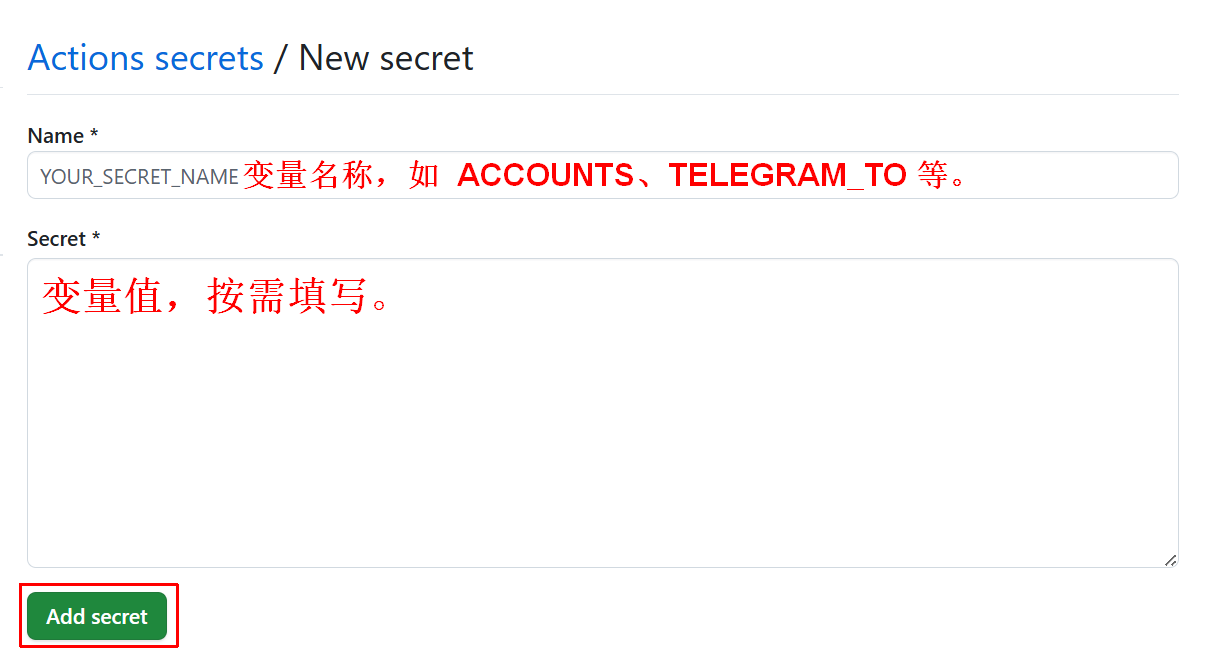 Actions secrets / New secret
Name *
YOUR_SECRET_NAME 变量名称，如 ACCOUNTS、TELEGRAM_TO 等。
Secret *
变量值，按需填写。
Add secret